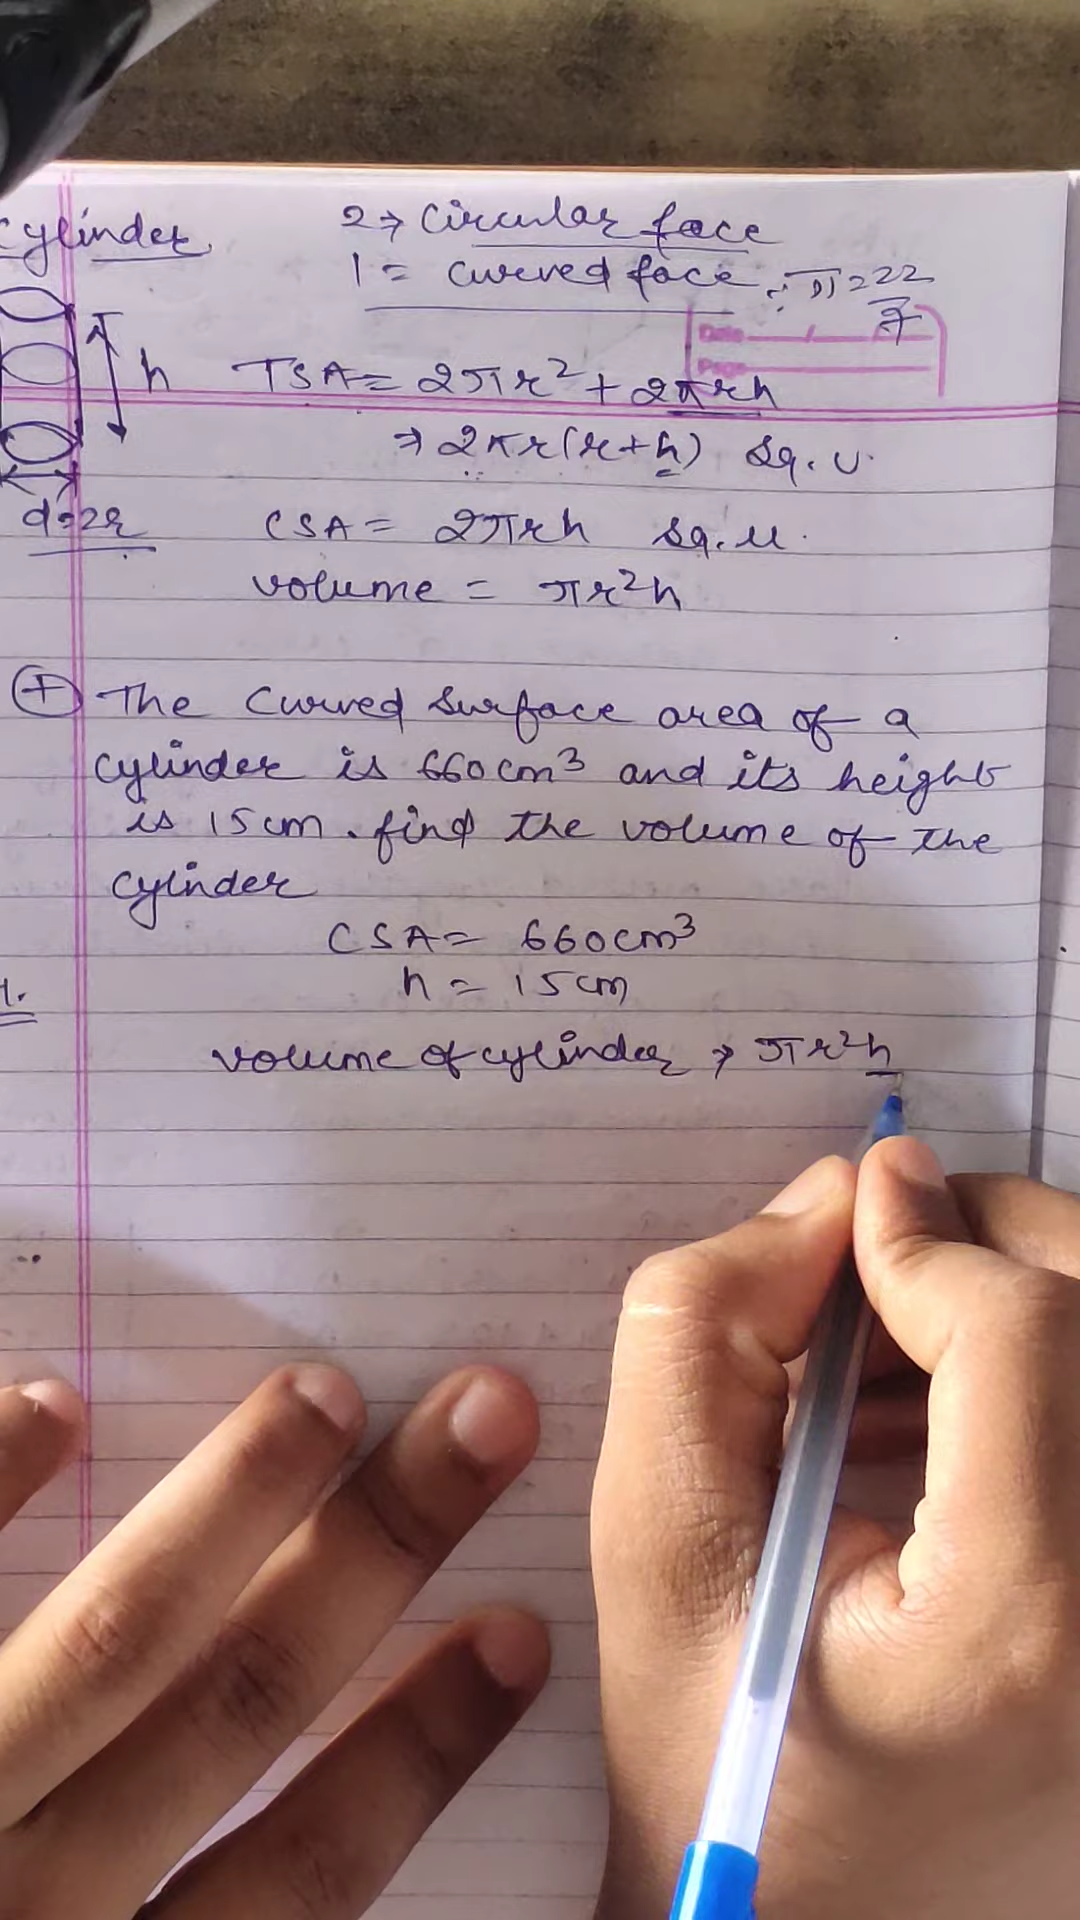 Cylinder
2→ Circular face
1= curved face
∴ π=22/7
Date
Page
h
TSA= 2πr²+2πrh
⇒ 2πr(r+h) Sq. U.
d=2r
CSA= 2πrh Sq. u.
volume = πr²h
The Curved Surface area of a
cylinder is 660cm³ and its height
is 15cm. find the volume of the
cylinder
CSA= 660cm³
h= 15cm
volume of cylinder → πr²h